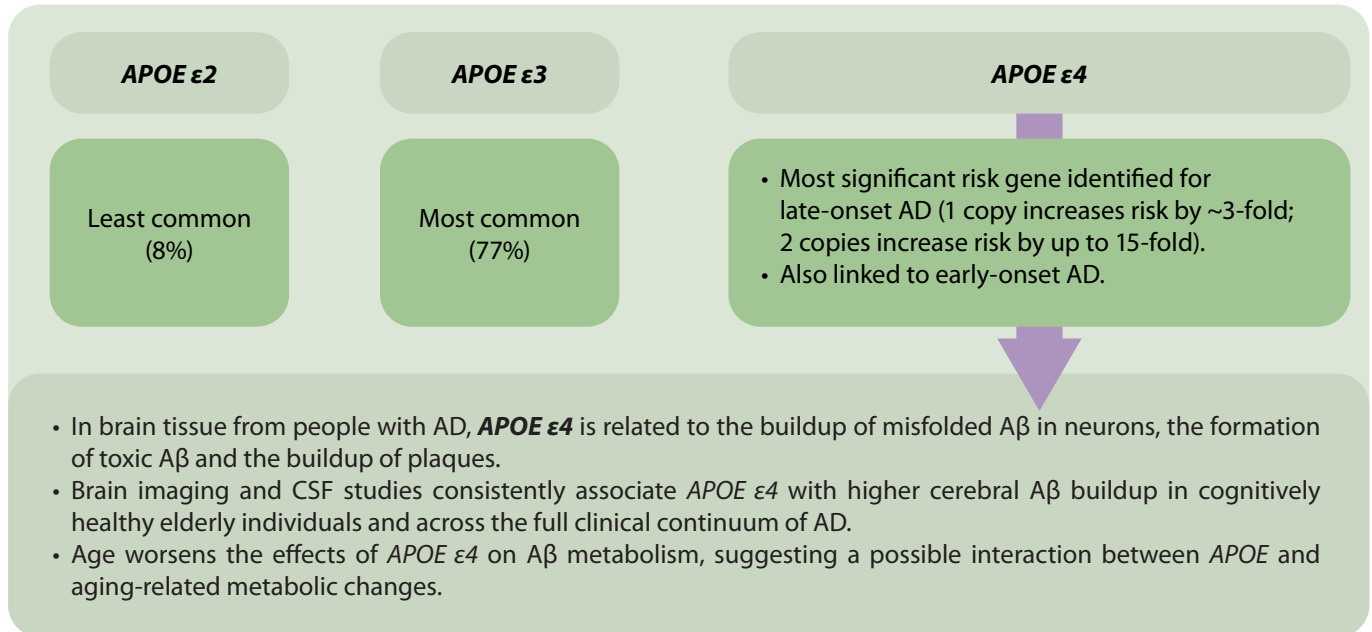 APOE ε2
APOE ε3
APOE ε4
Least common
(8%)
Most common
(77%)
• Most significant risk gene identified for
late-onset AD (1 copy increases risk by ~3-fold;
2 copies increase risk by up to 15-fold).
• Also linked to early-onset AD.
• In brain tissue from people with AD, APOE ε4 is related to the buildup of misfolded Aβ in neurons, the formation
of toxic Aβ and the buildup of plaques.
• Brain imaging and CSF studies consistently associate APOE ε4 with higher cerebral Aβ buildup in cognitively
healthy elderly individuals and across the full clinical continuum of AD.
• Age worsens the effects of APOE ε4 on Aβ metabolism, suggesting a possible interaction between APOE and
aging-related metabolic changes.